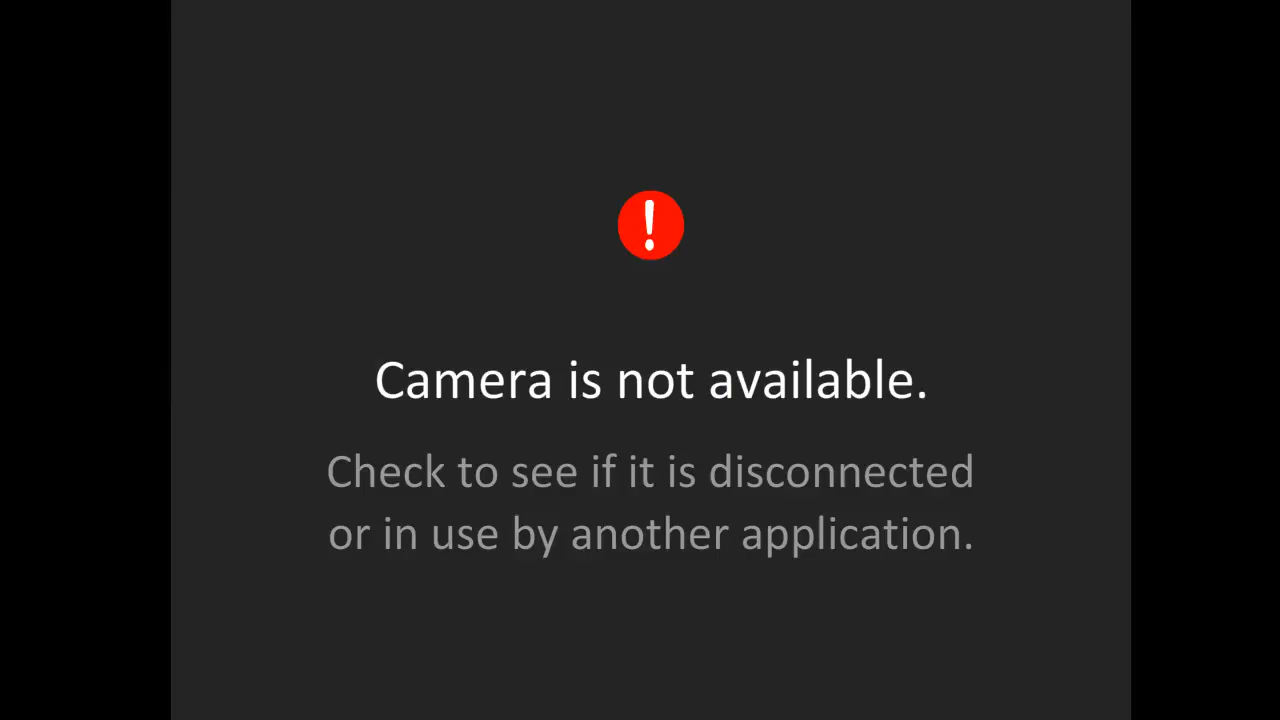 Camera is not available.
Check to see if it is disconnected
or in use by another application.